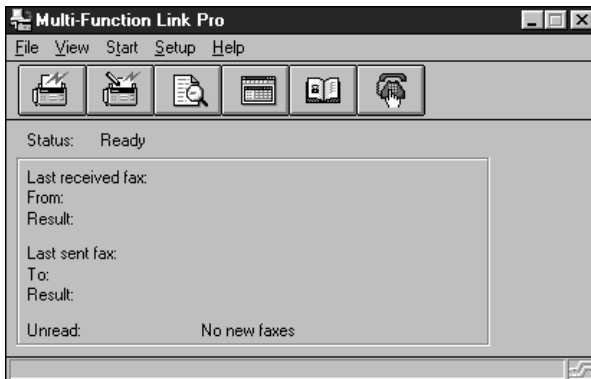 Multi-Function Link Pro
File View Start Setup Help
Status: Ready
Last received fax:
From:
Result:
Last sent fax:
To:
Result:
Unread: No new faxes